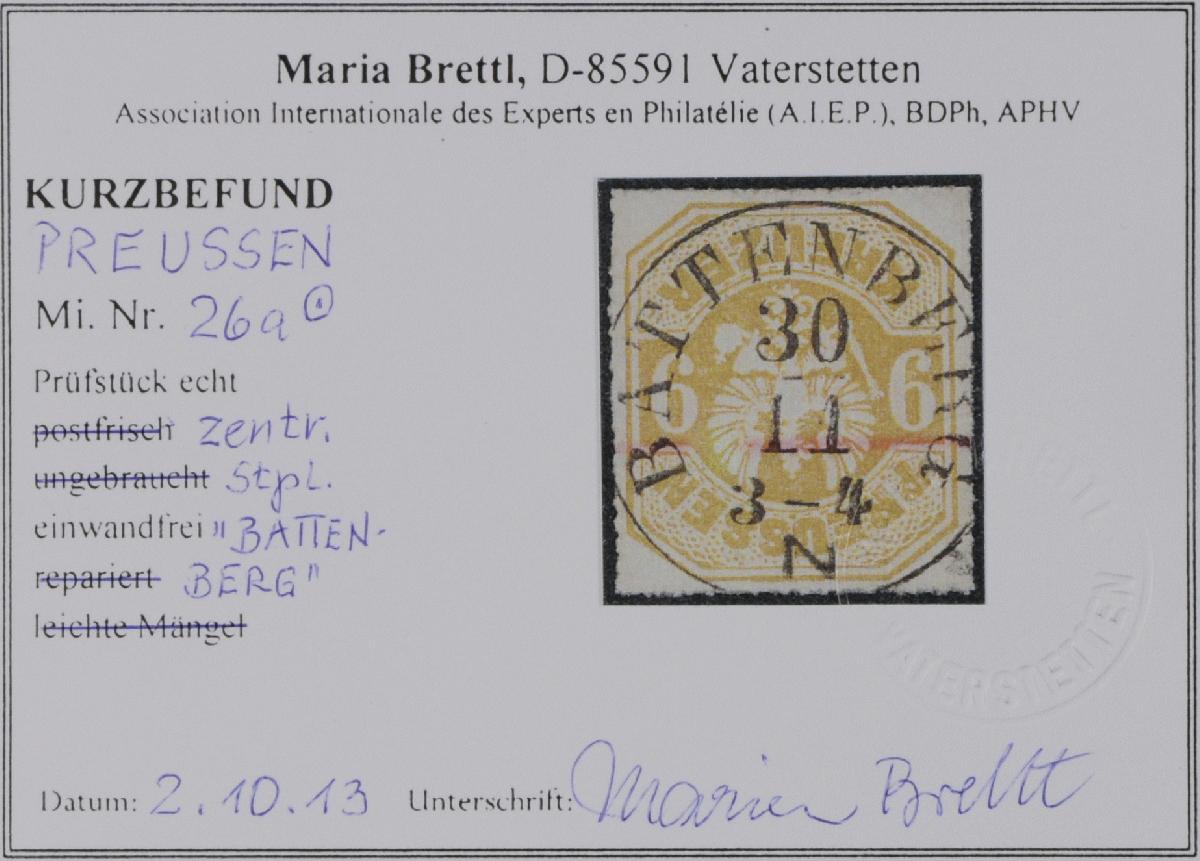 Maria Brettl, D-85591 Vaterstetten
Association Internationale des Experts en Philatélie (A.I.E.P.), BDPh, APHV
KURZBEFUND
PREUSSEN
Mi. Nr. 26a
Prüfstück echt
postfrisch zentr.
ungebraucht Stpl.
einwandfrei "BATTEN-
repariert BERG"
leichte Mängel
BATTENBERG
30
11
3-4
N
6 6
VATERSTETTEN
Datum: 2.10.13 Unterschrift: Maria Brettl